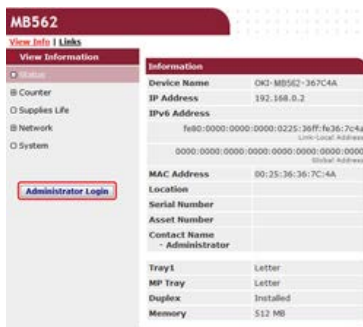 MB562
View Info | Links
View Information
Status
Counter
Supplies Life
Network
System
Administrator Login
Information
Device Name OKI-MB562-367C4A
IP Address 192.168.0.2
IPv6 Address
fe80:0000:0000:0000:0225:36ff:fe36:7c4a
Link-Local Address
0000:0000:0000:0000:0000:0000:0000:0000
Global Address
MAC Address 00:25:36:36:7C:4A
Location
Serial Number
Asset Number
Contact Name
- Administrator
Tray1 Letter
MP Tray Letter
Duplex Installed
Memory 512 MB